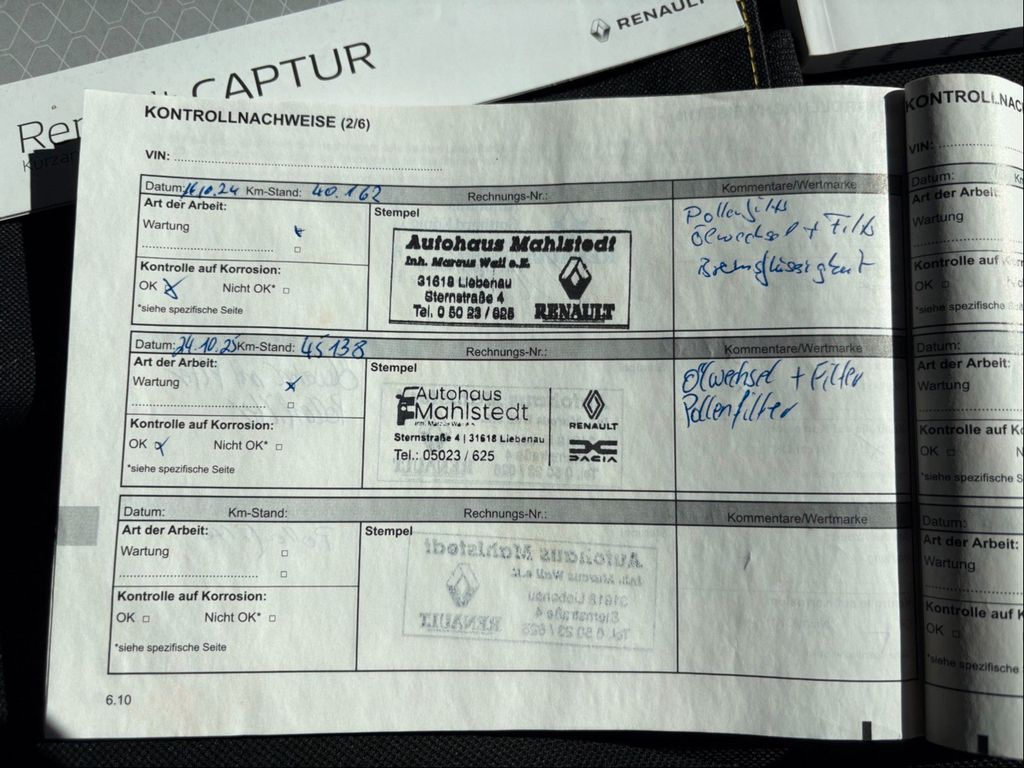 RENAULT
CAPTUR
Ren
Kurzan
KONTROLLNACHWEISE (2/6)
VIN:
Datum: 16.10.24 Km-Stand: 40.162 Rechnungs-Nr.: Kommentare/Wertmarke
Art der Arbeit:
Wartung
Kontrolle auf Korrosion:
OK Nicht OK*
*siehe spezifische Seite
Stempel
Autohaus Mahlstedt
Inh. Marcus Wall e.K.
31618 Liebenau
Sternstraße 4
Tel. 0 50 23 / 625
RENAULT
Pollenfilter
Ölwechsel + Filter
Bremsflüssigkeit
Datum: 24.10.25 Km-Stand: 45138 Rechnungs-Nr.: Kommentare/Wertmarke
Art der Arbeit:
Wartung
Kontrolle auf Korrosion:
OK Nicht OK*
*siehe spezifische Seite
Stempel
Autohaus
Mahlstedt
Sternstraße 4 | 31618 Liebenau
Tel.: 05023 / 625
RENAULT
DACIA
Ölwechsel + Filter
Pollenfilter
Datum: Km-Stand: Rechnungs-Nr.: Kommentare/Wertmarke
Art der Arbeit:
Wartung
Kontrolle auf Korrosion:
OK Nicht OK*
*siehe spezifische Seite
Stempel
6.10
KONTROLLNAC
VIN:
Datum: Km
Art der Arbeit:
Wartung
Kontrolle auf
OK
*siehe spezifische S
Datum:
Art der Arbeit:
Wartung
Kontrolle auf Ko
OK
*siehe spezifische S
Datum:
Art der Arbeit:
Wartung
Kontrolle auf K
OK
*siehe spezifische